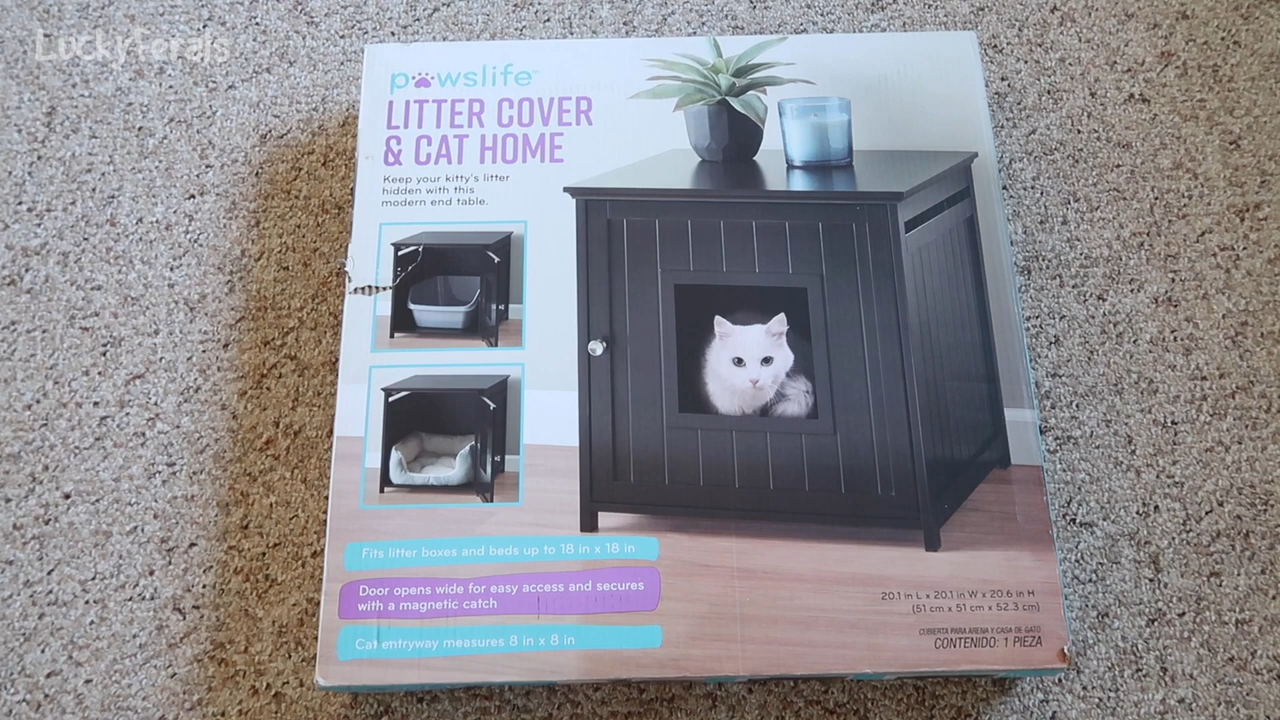 LuckyFerals
pawslife™
LITTER COVER
& CAT HOME
Keep your kitty's litter
hidden with this
modern end table.
Fits litter boxes and beds up to 18 in x 18 in
Door opens wide for easy access and secures
with a magnetic catch
Cat entryway measures 8 in x 8 in
20.1 in L x 20.1 in W x 20.6 in H
(51 cm x 51 cm x 52.3 cm)
CUBIERTA PARA ARENA Y CASA DE GATO
CONTENIDO: 1 PIEZA